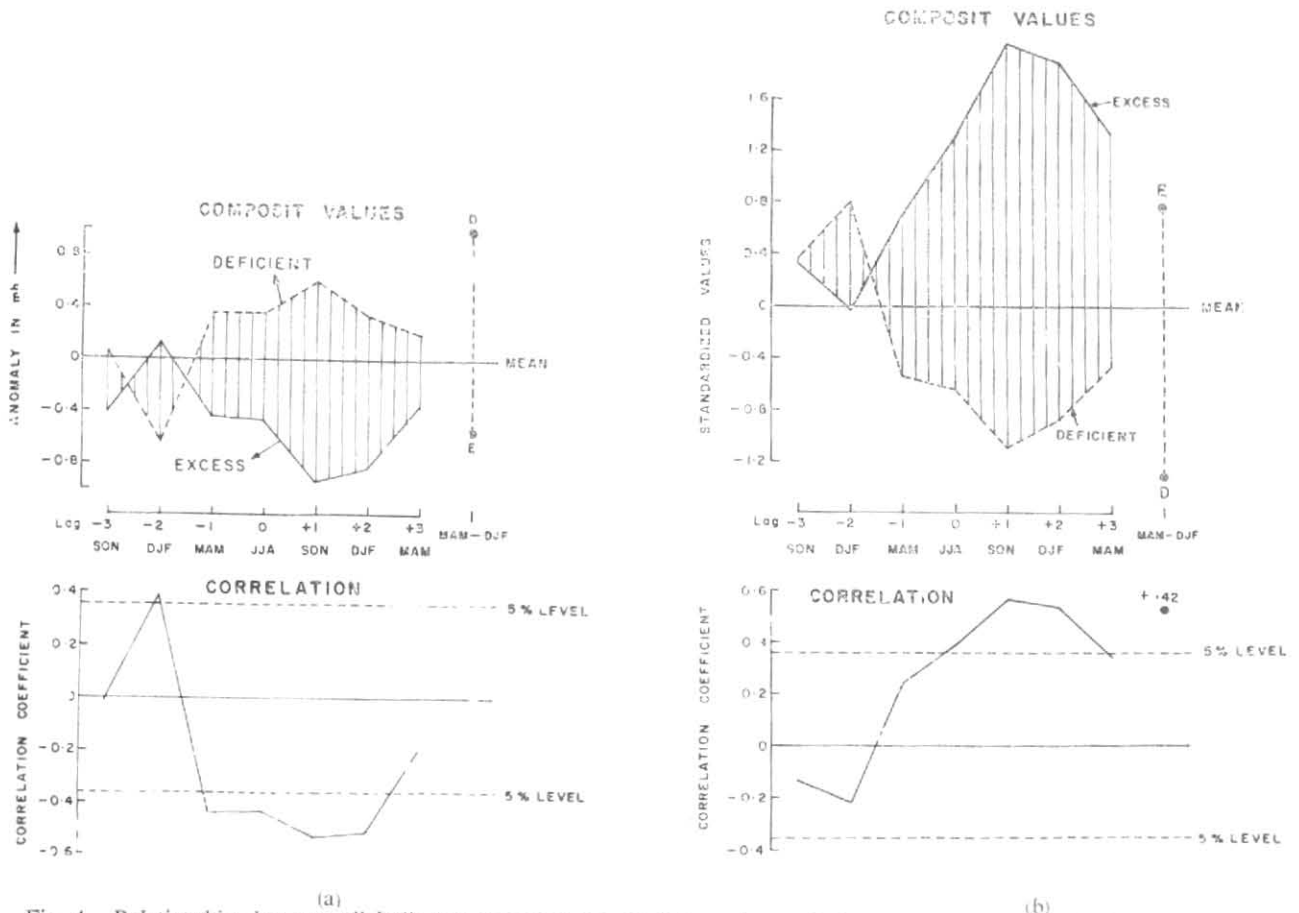 COMPOSIT VALUES
ANOMALY IN mb
0.8
0.4
0
-0.4
-0.8
DEFICIENT
EXCESS
MEAN
D
E
Lag -3 -2 -1 0 +1 +2 +3
MAM-DJF
SON DJF MAM JJA SON DJF MAM
CORRELATION
CORRELATION COEFFICIENT
0.4
0.2
0
-0.2
-0.4
-0.6
5% LEVEL
5% LEVEL
(a)
COMPOSIT VALUES
STANDARDIZED VALUES
1.6
1.2
0.8
0.4
0
-0.4
-0.6
-1.2
EXCESS
E
MEAN
DEFICIENT
D
Lag -3 -2 -1 0 +1 +2 +3
MAM-DJF
SON DJF MAM JJA SON DJF MAM
CORRELATION
CORRELATION COEFFICIENT
0.6
0.4
0.2
0
-0.2
-0.4
+.42
5% LEVEL
5% LEVEL
(b)